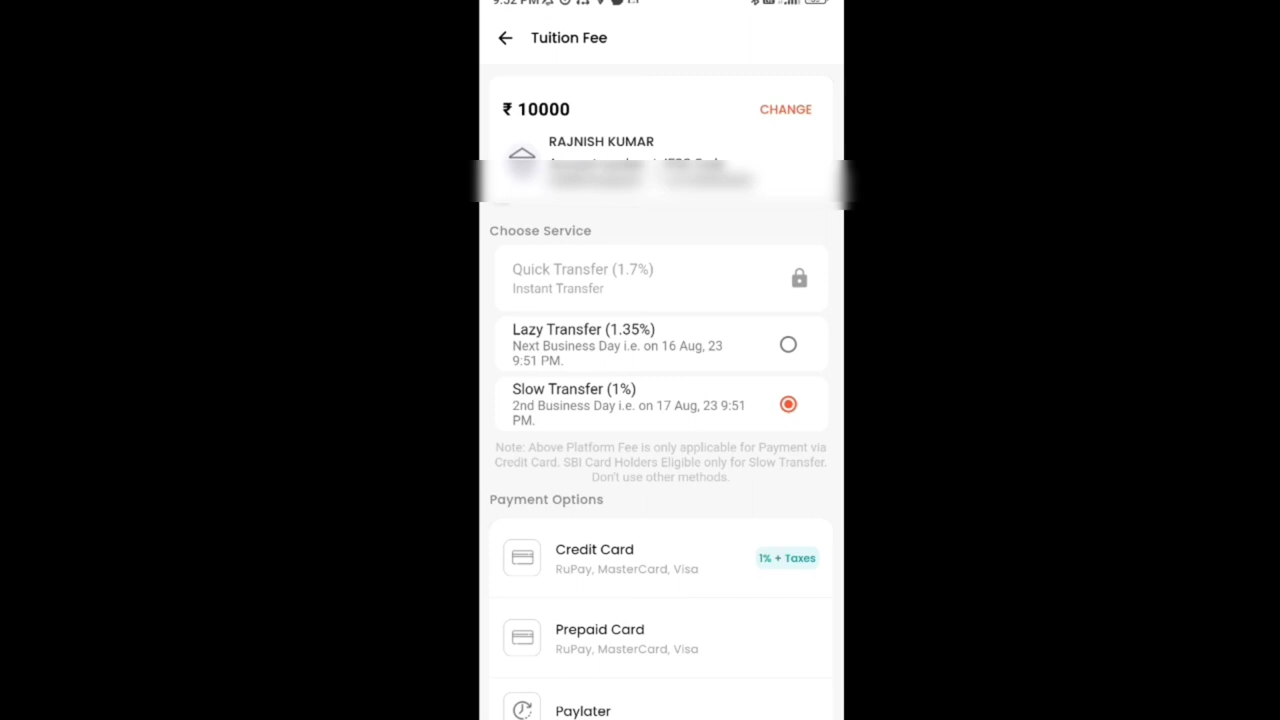 Tuition Fee
₹ 10000
CHANGE
RAJNISH KUMAR
Choose Service
Quick Transfer (1.7%)
Instant Transfer
Lazy Transfer (1.35%)
Next Business Day i.e. on 16 Aug, 23
9:51 PM.
Slow Transfer (1%)
2nd Business Day i.e. on 17 Aug, 23 9:51
PM.
Note: Above Platform Fee is only applicable for Payment via
Credit Card. SBI Card Holders Eligible only for Slow Transfer.
Don't use other methods.
Payment Options
Credit Card
1% + Taxes
RuPay, MasterCard, Visa
Prepaid Card
RuPay, MasterCard, Visa
Paylater